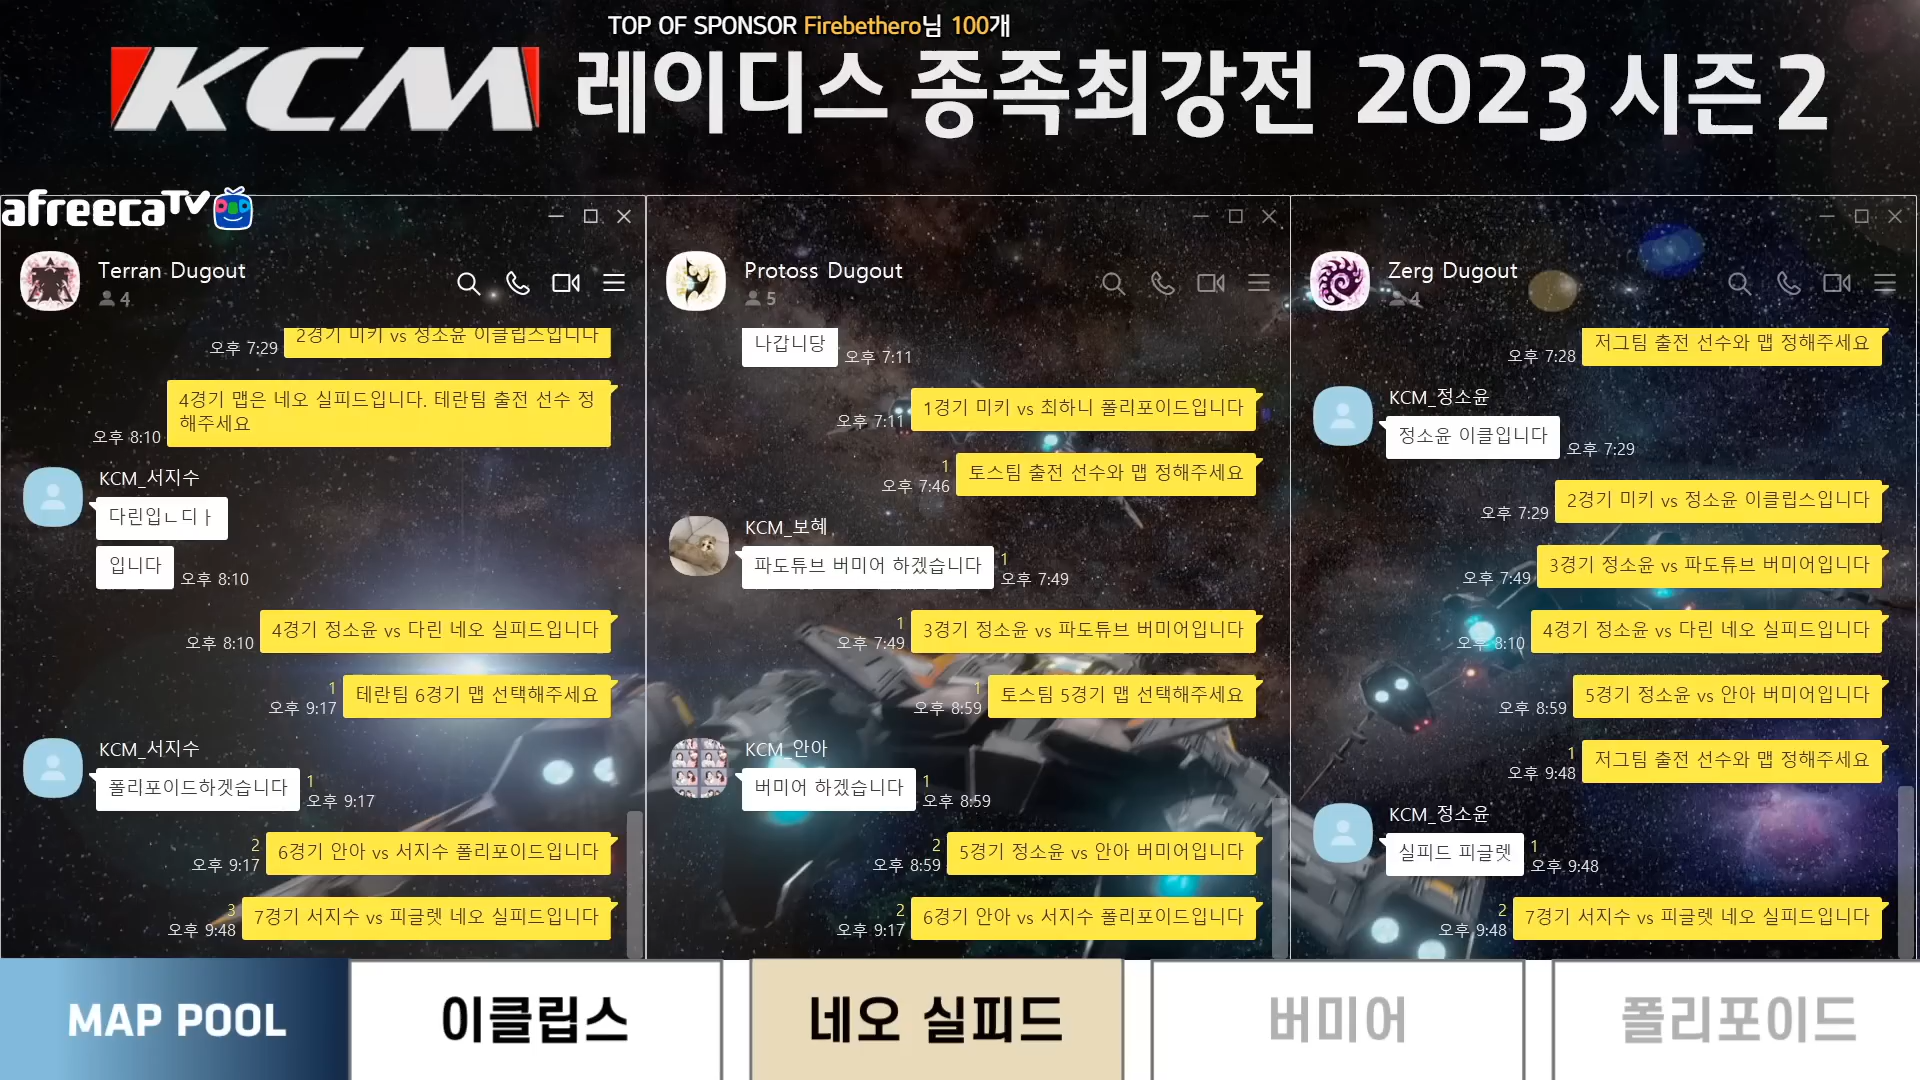 TOP OF SPONSOR Firebethero님 100개
KCM 레이디스 종족최강전 2023 시즌 2
afreecaTV
Terran Dugout
4
2경기 미키 vs 정소윤 이클립스입니다
오후 7:29
4경기 맵은 네오 실피드입니다. 테란팀 출전 선수 정
해주세요
오후 8:10
KCM_서지수
다린입ㄴ디ㅏ
입니다
오후 8:10
4경기 정소윤 vs 다린 네오 실피드입니다
오후 8:10
1
테란팀 6경기 맵 선택해주세요
오후 9:17
KCM_서지수
폴리포이드하겟습니다
1
오후 9:17
2
6경기 안아 vs 서지수 폴리포이드입니다
오후 9:17
3
7경기 서지수 vs 피글렛 네오 실피드입니다
오후 9:48
Protoss Dugout
5
나갑니당
오후 7:11
1경기 미키 vs 최하니 폴리포이드입니다
오후 7:11
1
토스팀 출전 선수와 맵 정해주세요
오후 7:46
KCM_보혜
파도튜브 버미어 하겠습니다
1
오후 7:49
1
3경기 정소윤 vs 파도튜브 버미어입니다
오후 7:49
1
토스팀 5경기 맵 선택해주세요
오후 8:59
KCM_안아
버미어 하겠습니다
1
오후 8:59
2
5경기 정소윤 vs 안아 버미어입니다
오후 8:59
2
6경기 안아 vs 서지수 폴리포이드입니다
오후 9:17
Zerg Dugout
4
저그팀 출전 선수와 맵 정해주세요
오후 7:28
KCM_정소윤
정소윤 이클입니다
오후 7:29
2경기 미키 vs 정소윤 이클립스입니다
오후 7:29
3경기 정소윤 vs 파도튜브 버미어입니다
오후 7:49
4경기 정소윤 vs 다린 네오 실피드입니다
오후 8:10
5경기 정소윤 vs 안아 버미어입니다
오후 8:59
1
저그팀 출전 선수와 맵 정해주세요
오후 9:48
KCM_정소윤
실피드 피글렛
1
오후 9:48
2
7경기 서지수 vs 피글렛 네오 실피드입니다
오후 9:48
MAP POOL
이클립스
네오 실피드
버미어
폴리포이드